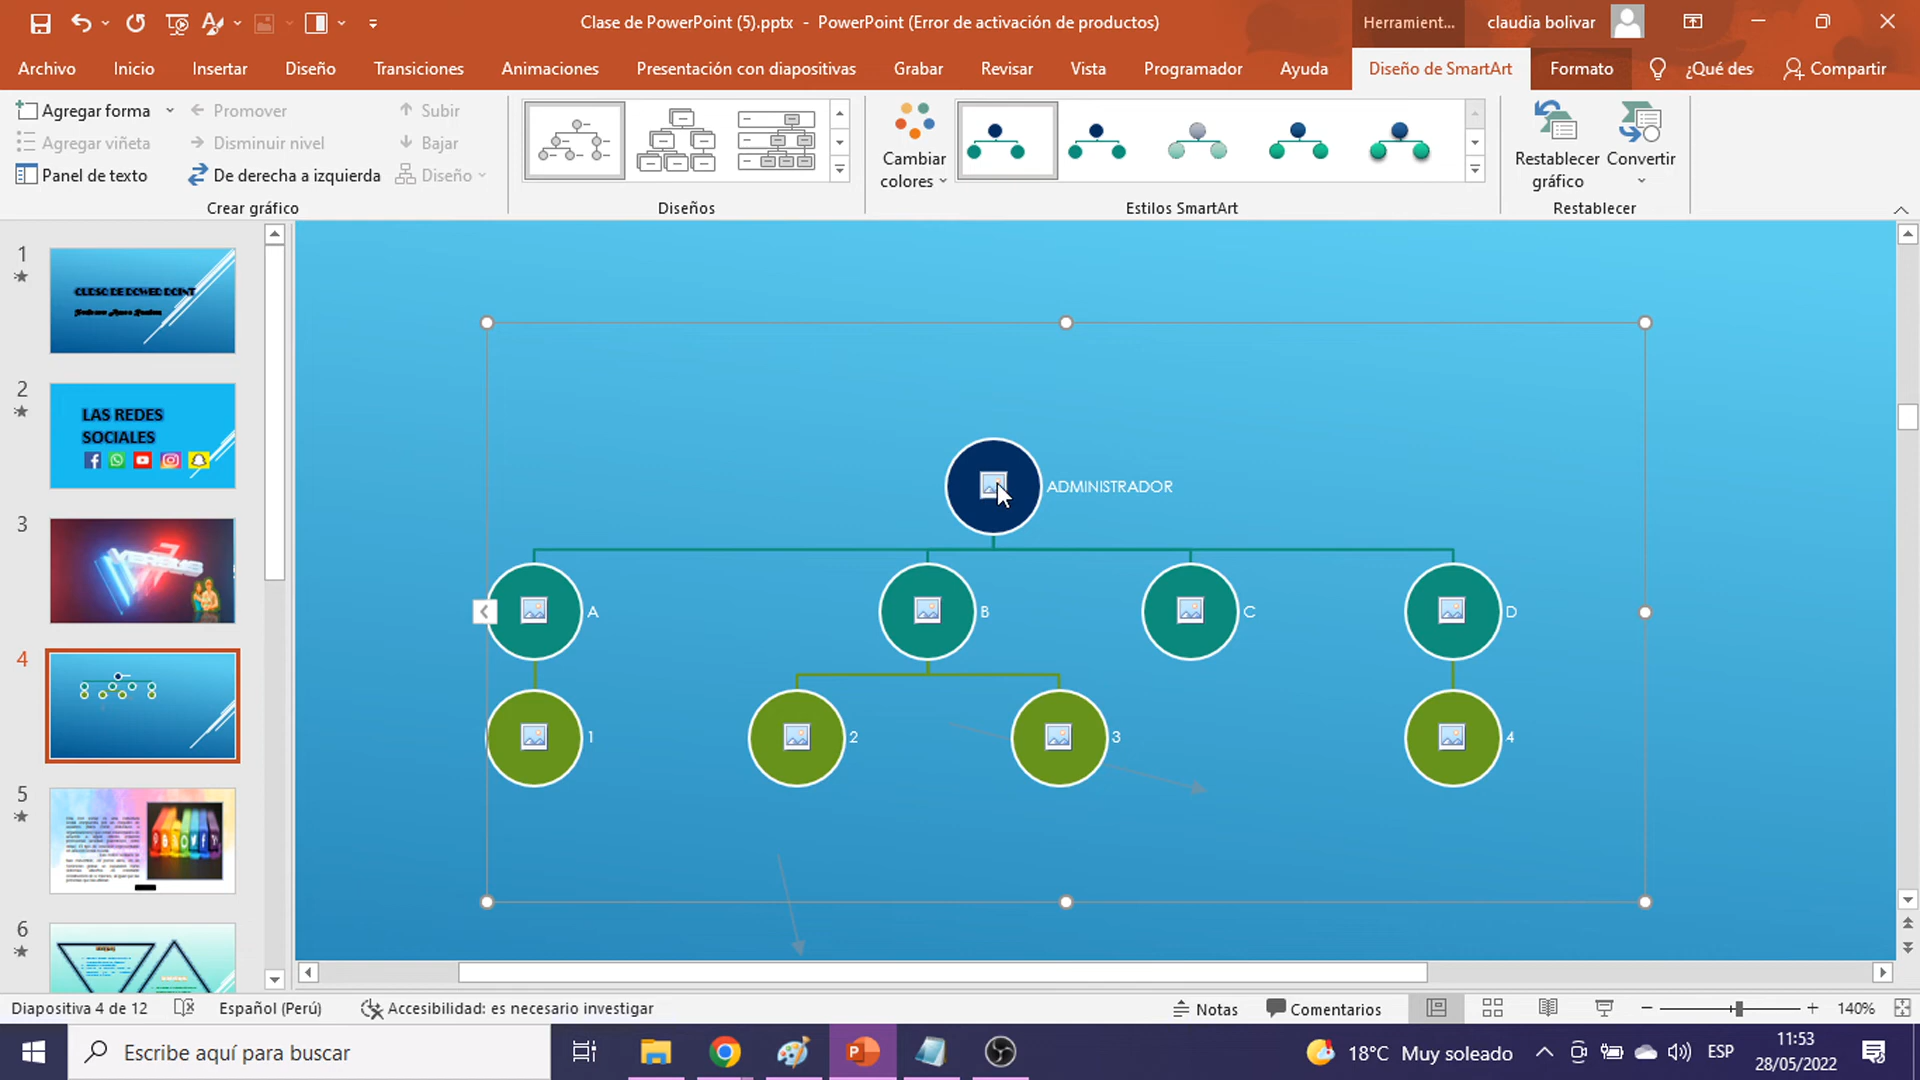 Clase de PowerPoint (5).pptx - PowerPoint (Error de activación de productos)
Herramient...
claudia bolivar
Archivo
Inicio
Insertar
Diseño
Transiciones
Animaciones
Presentación con diapositivas
Grabar
Revisar
Vista
Programador
Ayuda
Diseño de SmartArt
Formato
¿Qué des
Compartir
Agregar forma
Promover
Subir
Agregar viñeta
Disminuir nivel
Bajar
Panel de texto
De derecha a izquierda
Diseño
Crear gráfico
Diseños
Cambiar
colores
Estilos SmartArt
Restablecer
gráfico
Convertir
Restablecer
1
CURSO DE POWER POINT
2
LAS REDES
SOCIALES
3
4
5
6
ADMINISTRADOR
A
B
C
D
1
2
3
4
Diapositiva 4 de 12
Español (Perú)
Accesibilidad: es necesario investigar
Notas
Comentarios
140%
Escribe aquí para buscar
18°C Muy soleado
ESP
11:53
28/05/2022